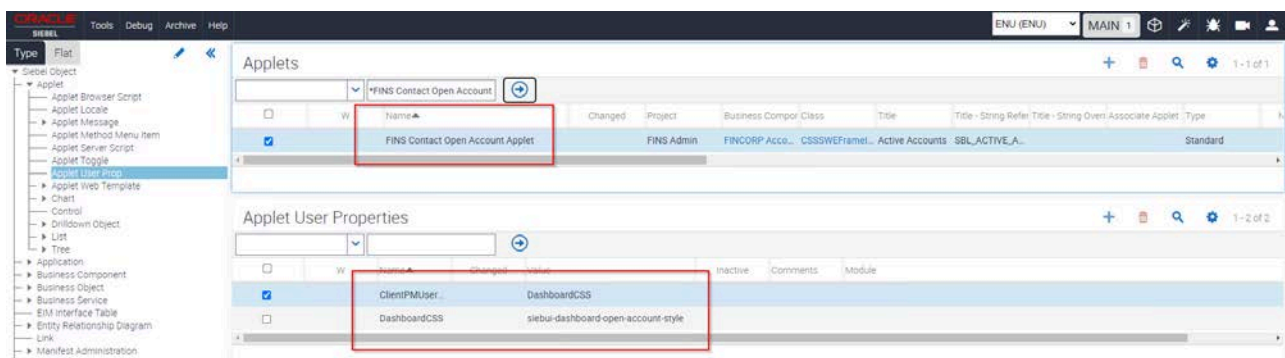 ORACLE
SIEBEL
Tools Debug Archive Help
ENU (ENU)
MAIN 1
Type Flat
Siebel Object
Applet
Applet Browser Script
Applet Locale
Applet Message
Applet Method Menu Item
Applet Server Script
Applet Toggle
Applet User Prop
Applet Web Template
Chart
Control
Drilldown Object
List
Tree
Application
Business Component
Business Object
Business Service
EIM Interface Table
Entity Relationship Diagram
Link
Manifest Administration
Applets
1 - 1 of 1
*FINS Contact Open Account
W Name Changed Project Business Compor Class Title Title - String Refer Title - String Overi Associate Applet Type
FINS Contact Open Account Applet FINS Admin FINCORP Acco... CSSSWEFrameL... Active Accounts SBL_ACTIVE_A... Standard
Applet User Properties
1 - 2 of 2
W Name Changed Value Inactive Comments Module
ClientPMUser... DashboardCSS
DashboardCSS siebui-dashboard-open-account-style